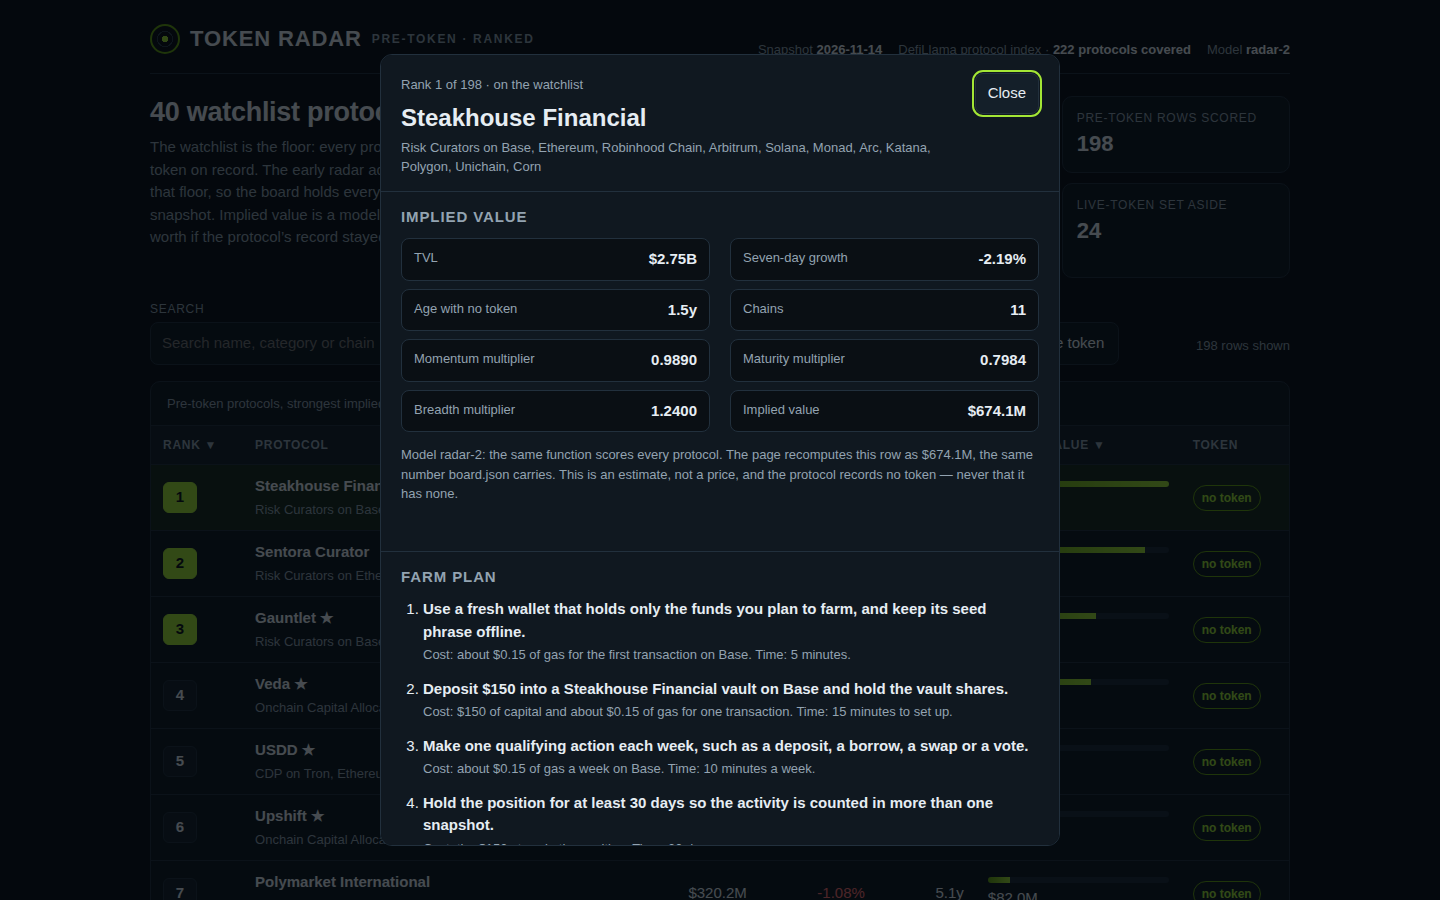 TOKEN RADAR PRE-TOKEN · RANKED
Snapshot 2026-11-14 DefiLlama protocol index · 222 protocols covered Model radar-2
40 watchlist
The watchlist is the floor: every
token on record. The early radar
that floor, so the board holds every
snapshot. Implied value is a model
worth if the protocol's record stayed
PRE-TOKEN ROWS SCORED
198
LIVE-TOKEN SET ASIDE
24
SEARCH
Search name, category or chain
token
198 rows shown
Pre-token protocols, strongest implied
RANK ▼ PROTOCOL ▼ TOKEN
1 Steakhouse
Risk Curators on Base
no token
2 Sentora Curator
Risk Curators on
no token
3 Gauntlet ★
Risk Curators on Base
no token
4 Veda ★
Onchain Capital
no token
5 USDD ★
CDP on Tron,
no token
6 Upshift ★
Onchain Capital
no token
7 Polymarket International
$320.2M -1.08% 5.1y $82.0M
no token
Rank 1 of 198 · on the watchlist
Close
Steakhouse Financial
Risk Curators on Base, Ethereum, Robinhood Chain, Arbitrum, Solana, Monad, Arc, Katana,
Polygon, Unichain, Corn
IMPLIED VALUE
TVL $2.75B
Seven-day growth -2.19%
Age with no token 1.5y
Chains 11
Momentum multiplier 0.9890
Maturity multiplier 0.7984
Breadth multiplier 1.2400
Implied value $674.1M
Model radar-2: the same function scores every protocol. The page recomputes this row as $674.1M, the same
number board.json carries. This is an estimate, not a price, and the protocol records no token — never that it
has none.
FARM PLAN
1. Use a fresh wallet that holds only the funds you plan to farm, and keep its seed
phrase offline.
Cost: about $0.15 of gas for the first transaction on Base. Time: 5 minutes.
2. Deposit $150 into a Steakhouse Financial vault on Base and hold the vault shares.
Cost: $150 of capital and about $0.15 of gas for one transaction. Time: 15 minutes to set up.
3. Make one qualifying action each week, such as a deposit, a borrow, a swap or a vote.
Cost: about $0.15 of gas a week on Base. Time: 10 minutes a week.
4. Hold the position for at least 30 days so the activity is counted in more than one
snapshot.